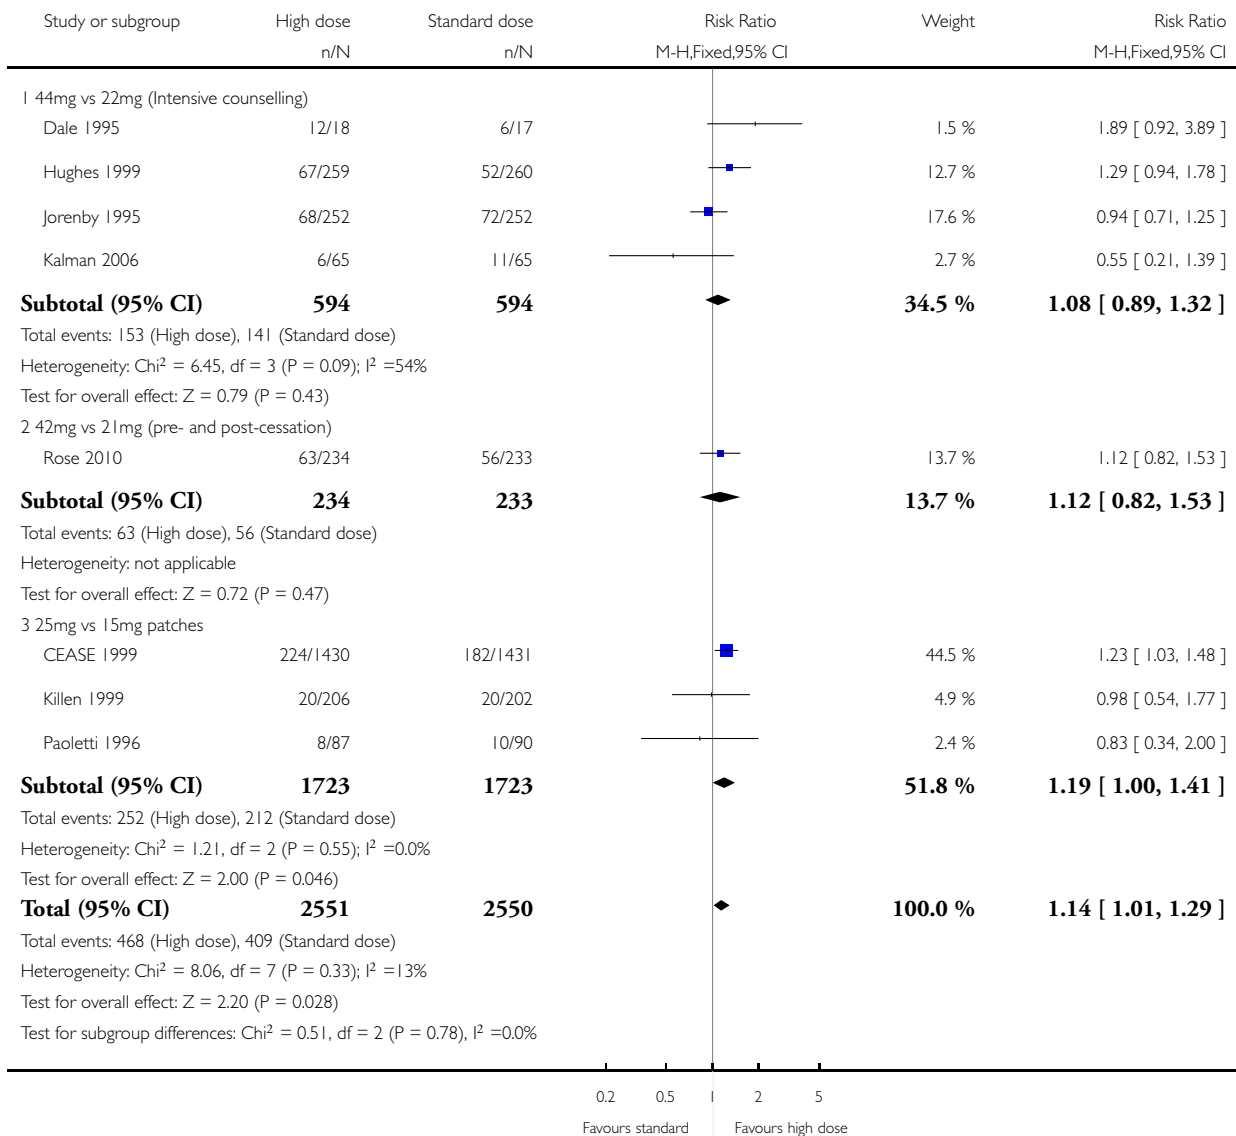 Study or subgroup High dose Standard dose Risk Ratio Weight Risk Ratio
n/N n/N M-H,Fixed,95% CI M-H,Fixed,95% CI
1 44mg vs 22mg (Intensive counselling)
Dale 1995 12/18 6/17 1.5 % 1.89 [ 0.92, 3.89 ]
Hughes 1999 67/259 52/260 12.7 % 1.29 [ 0.94, 1.78 ]
Jorenby 1995 68/252 72/252 17.6 % 0.94 [ 0.71, 1.25 ]
Kalman 2006 6/65 11/65 2.7 % 0.55 [ 0.21, 1.39 ]
Subtotal (95% CI) 594 594 34.5 % 1.08 [ 0.89, 1.32 ]
Total events: 153 (High dose), 141 (Standard dose)
Heterogeneity: Chi² = 6.45, df = 3 (P = 0.09); I² =54%
Test for overall effect: Z = 0.79 (P = 0.43)
2 42mg vs 21mg (pre- and post-cessation)
Rose 2010 63/234 56/233 13.7 % 1.12 [ 0.82, 1.53 ]
Subtotal (95% CI) 234 233 13.7 % 1.12 [ 0.82, 1.53 ]
Total events: 63 (High dose), 56 (Standard dose)
Heterogeneity: not applicable
Test for overall effect: Z = 0.72 (P = 0.47)
3 25mg vs 15mg patches
CEASE 1999 224/1430 182/1431 44.5 % 1.23 [ 1.03, 1.48 ]
Killen 1999 20/206 20/202 4.9 % 0.98 [ 0.54, 1.77 ]
Paoletti 1996 8/87 10/90 2.4 % 0.83 [ 0.34, 2.00 ]
Subtotal (95% CI) 1723 1723 51.8 % 1.19 [ 1.00, 1.41 ]
Total events: 252 (High dose), 212 (Standard dose)
Heterogeneity: Chi² = 1.21, df = 2 (P = 0.55); I² =0.0%
Test for overall effect: Z = 2.00 (P = 0.046)
Total (95% CI) 2551 2550 100.0 % 1.14 [ 1.01, 1.29 ]
Total events: 468 (High dose), 409 (Standard dose)
Heterogeneity: Chi² = 8.06, df = 7 (P = 0.33); I² =13%
Test for overall effect: Z = 2.20 (P = 0.028)
Test for subgroup differences: Chi² = 0.51, df = 2 (P = 0.78), I² =0.0%
0.2 0.5 1 2 5
Favours standard Favours high dose